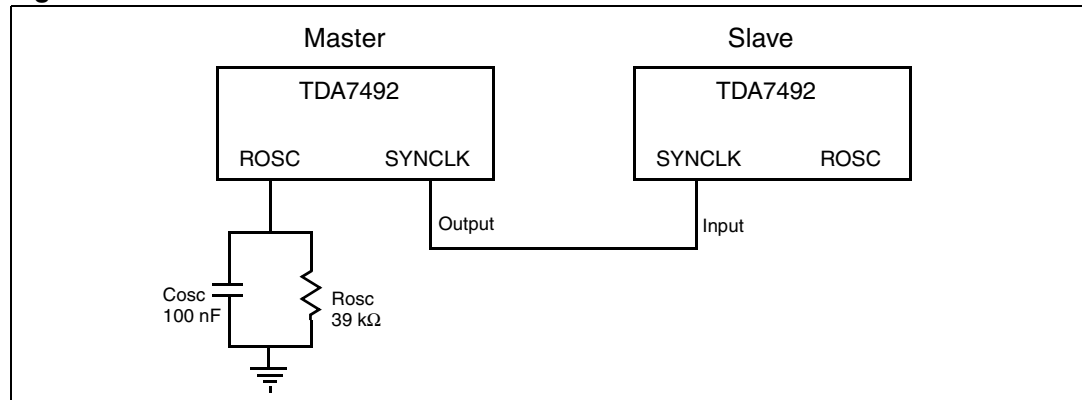 Master
Slave
TDA7492
TDA7492
ROSC
SYNCLK
SYNCLK
ROSC
Output
Input
Cosc
100 nF
Rosc
39 kΩ